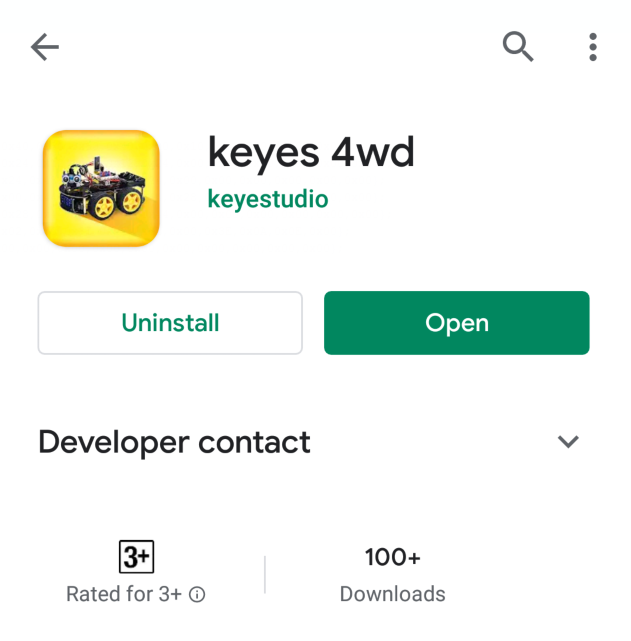 keyes 4wd
keyestudio
Uninstall
Open
Developer contact
3+
Rated for 3+
100+
Downloads